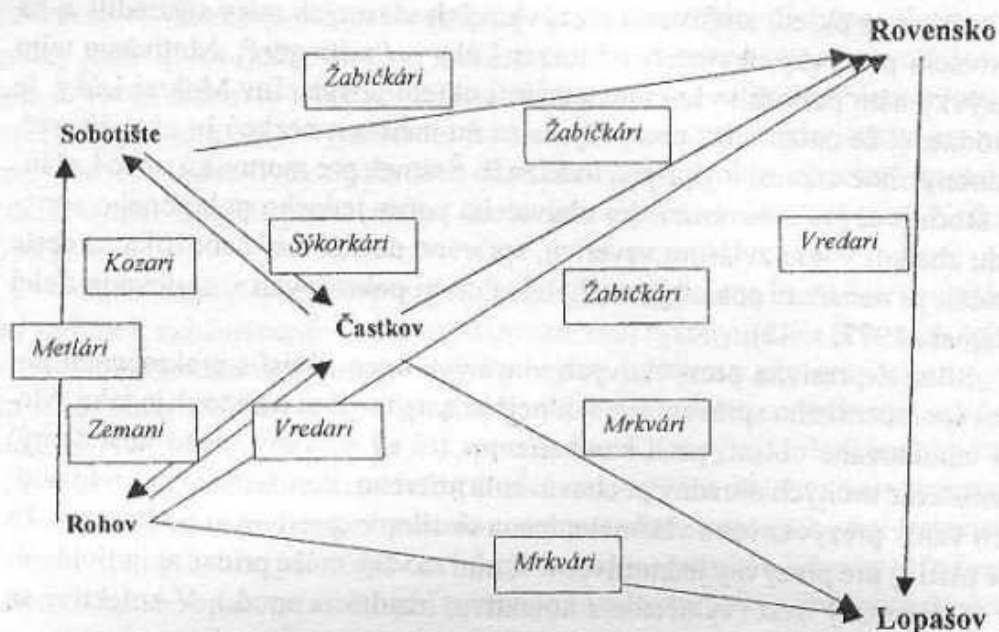 Rovensko
Žabičkári
Žabičkári
Sobotište
Kozari
Sýkorkári
Žabičkári
Vredari
Častkov
Metlári
Zemani
Vredari
Mrkvári
Rohov
Mrkvári
Lopašov